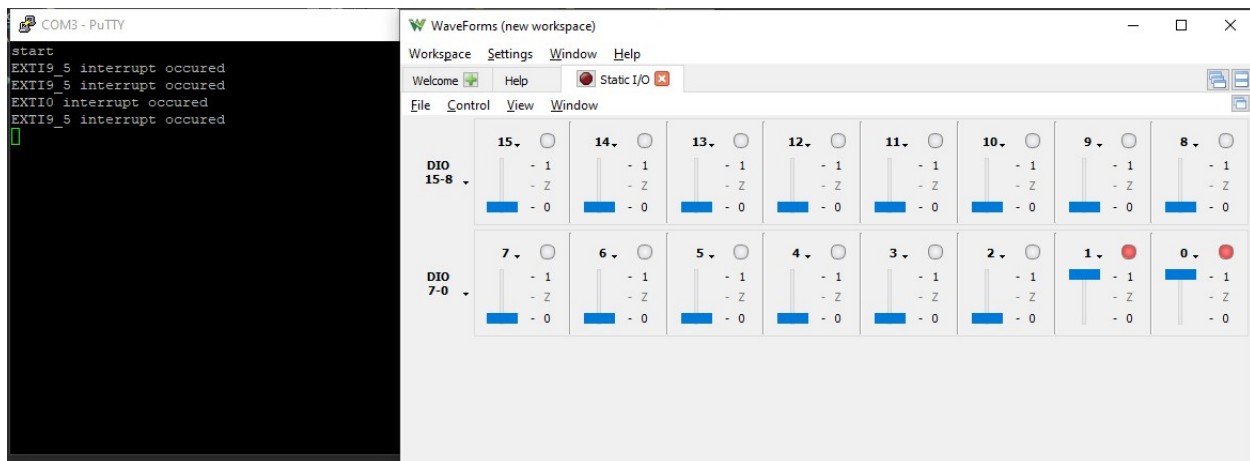 COM3 - PuTTY
start
EXTI9_5 interrupt occured
EXTI9_5 interrupt occured
EXTI0 interrupt occured
EXTI9_5 interrupt occured
WaveForms (new workspace)
Workspace Settings Window Help
Welcome Help Static I/O
File Control View Window
DIO
15-8
15 14 13 12 11 10 9 8
- 1 - 1 - 1 - 1 - 1 - 1 - 1 - 1
- Z - Z - Z - Z - Z - Z - Z - Z
- 0 - 0 - 0 - 0 - 0 - 0 - 0 - 0
DIO
7-0
7 6 5 4 3 2 1 0
- 1 - 1 - 1 - 1 - 1 - 1 - 1 - 1
- Z - Z - Z - Z - Z - Z - Z - Z
- 0 - 0 - 0 - 0 - 0 - 0 - 0 - 0